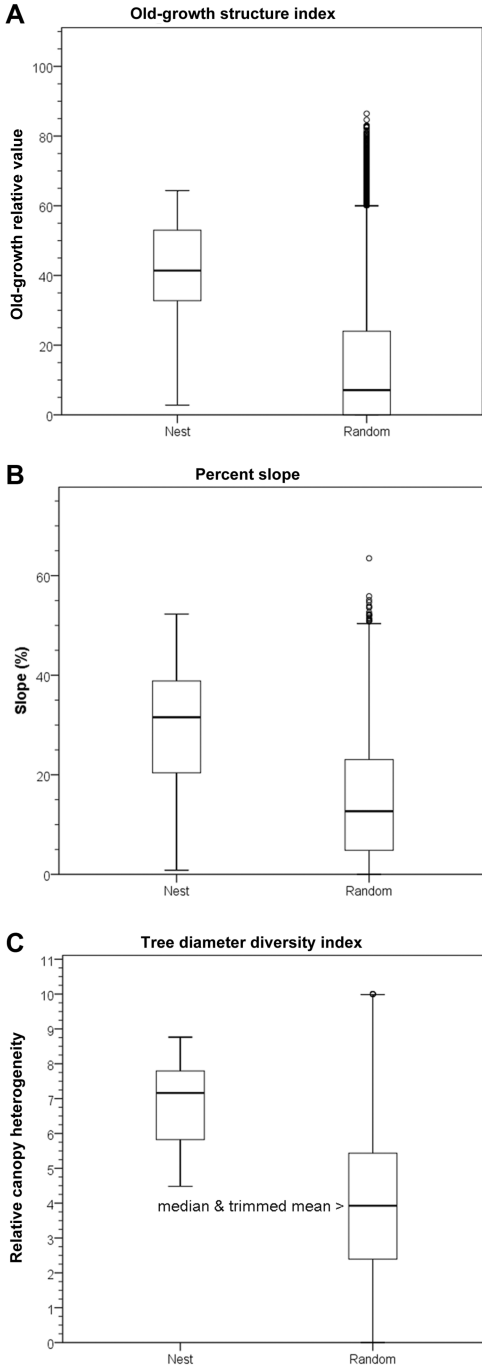 A
Old-growth structure index
Old-growth relative value
100
80
60
40
20
0
Nest Random
B
Percent slope
Slope (%)
60
40
20
0
Nest Random
C
Tree diameter diversity index
Relative canopy heterogeneity
11
10
9
8
7
6
5
4
3
2
1
0
median & trimmed mean >
Nest Random